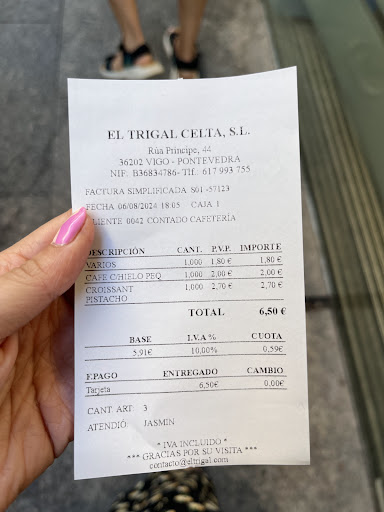 EL TRIGAL CELTA, S.L.
Rúa Príncipe, 44
36202 VIGO - PONTEVEDRA
NIF: B36834786- Tlf.: 617 993 755
FACTURA SIMPLIFICADA S01 -57123
FECHA 06/08/2024 18:05 CAJA 1
CLIENTE 0042 CONTADO CAFETERÍA
DESCRIPCIÓN CANT. P.V.P. IMPORTE
VARIOS 1,000 1,80 € 1,80 €
CAFE C/HIELO PEQ. 1,000 2,00 € 2,00 €
CROISSANT 1,000 2,70 € 2,70 €
PISTACHO
TOTAL 6,50 €
BASE I.V.A % CUOTA
5,91€ 10,00% 0,59€
F.PAGO ENTREGADO CAMBIO
Tarjeta 6,50€ 0,00€
CANT. ART. 3
ATENDIÓ: JASMIN
* IVA INCLUIDO *
*** GRACIAS POR SU VISITA ***
contacto@eltrigal.com